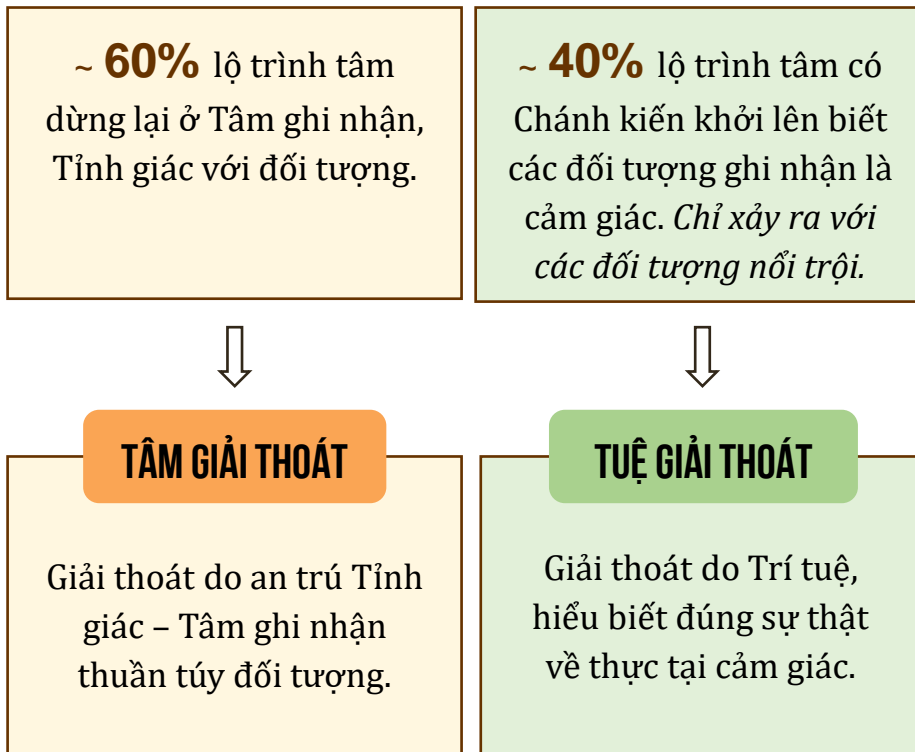 ~ 60% lộ trình tâm
dừng lại ở Tâm ghi nhận,
Tỉnh giác với đối tượng.
~ 40% lộ trình tâm có
Chánh kiến khởi lên biết
các đối tượng ghi nhận là
cảm giác. Chỉ xảy ra với
các đối tượng nổi trội.
TÂM GIẢI THOÁT
Giải thoát do an trú Tỉnh
giác – Tâm ghi nhận
thuần túy đối tượng.
TUỆ GIẢI THOÁT
Giải thoát do Trí tuệ,
hiểu biết đúng sự thật
về thực tại cảm giác.